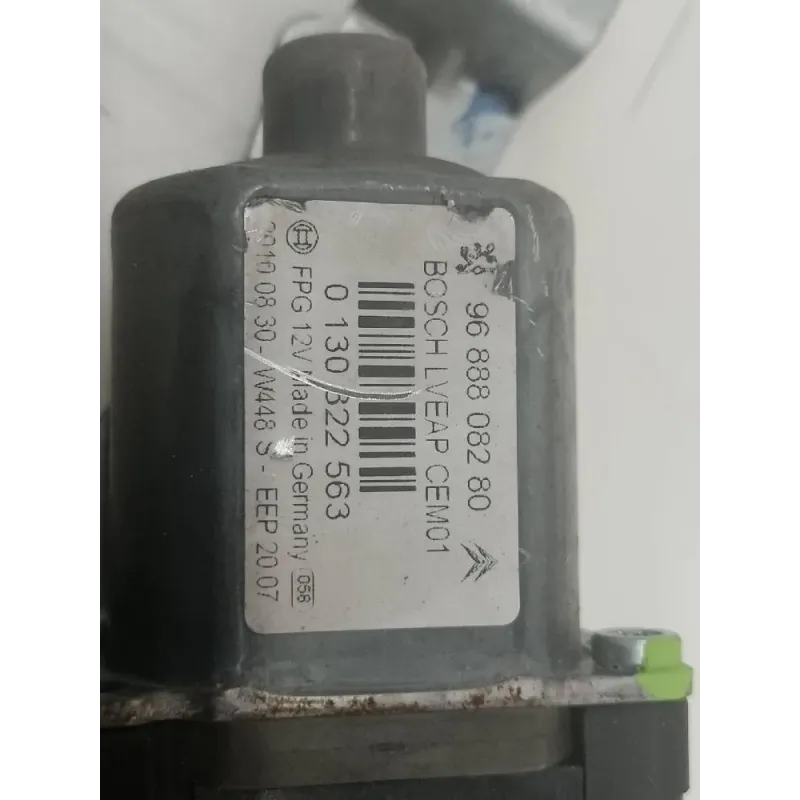 96 888 082 80
BOSCH LVEAP CEM01
0 130 822 563
FPG 12V Made in Germany 058
2010.08.30- W448 S - EEP 20.07